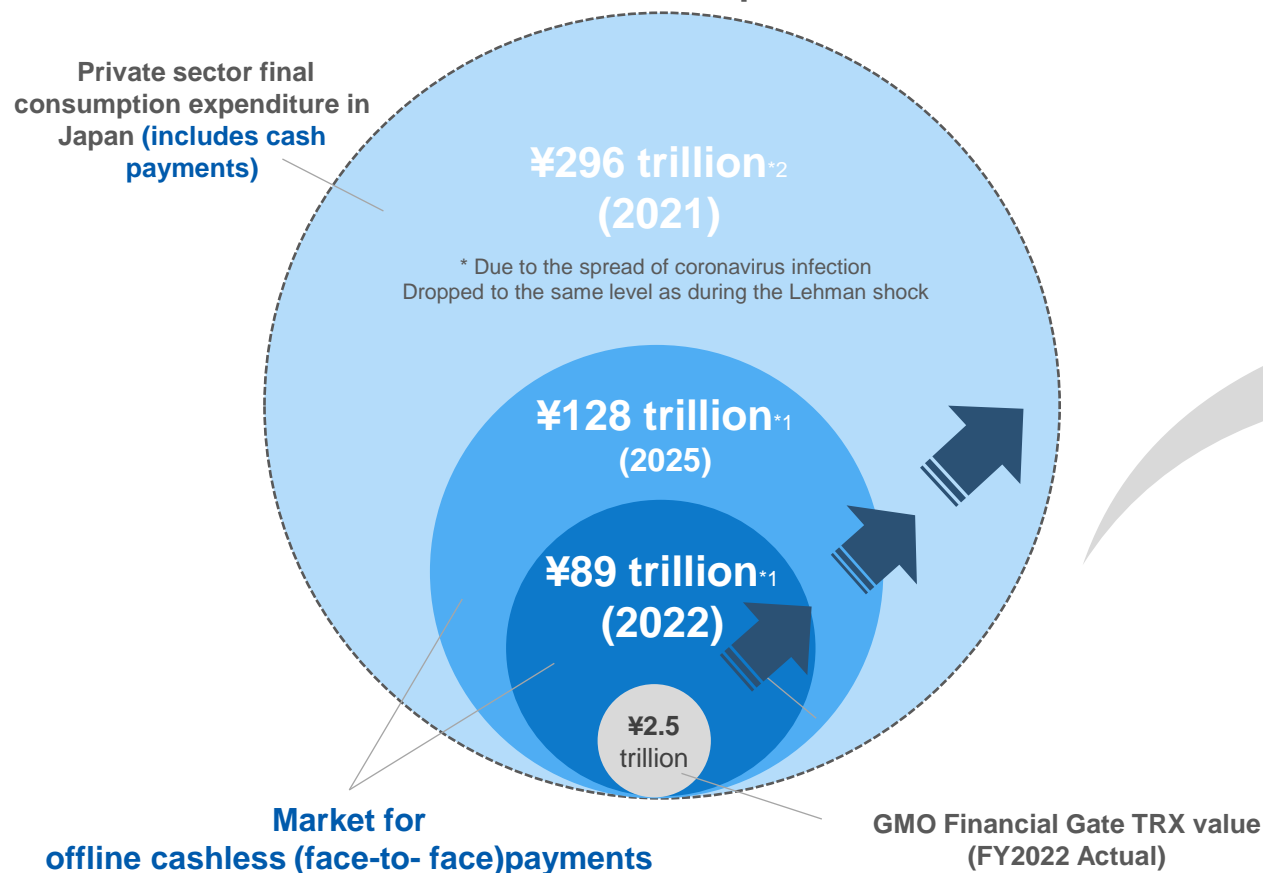 Private sector final
consumption expenditure in
Japan (includes cash
payments)
¥296 trillion*2
(2021)
* Due to the spread of coronavirus infection
Dropped to the same level as during the Lehman shock
¥128 trillion*1
(2025)
¥89 trillion*1
(2022)
¥2.5
trillion
Market for
offline cashless (face-to- face)payments
GMO Financial Gate TRX value
(FY2022 Actual)